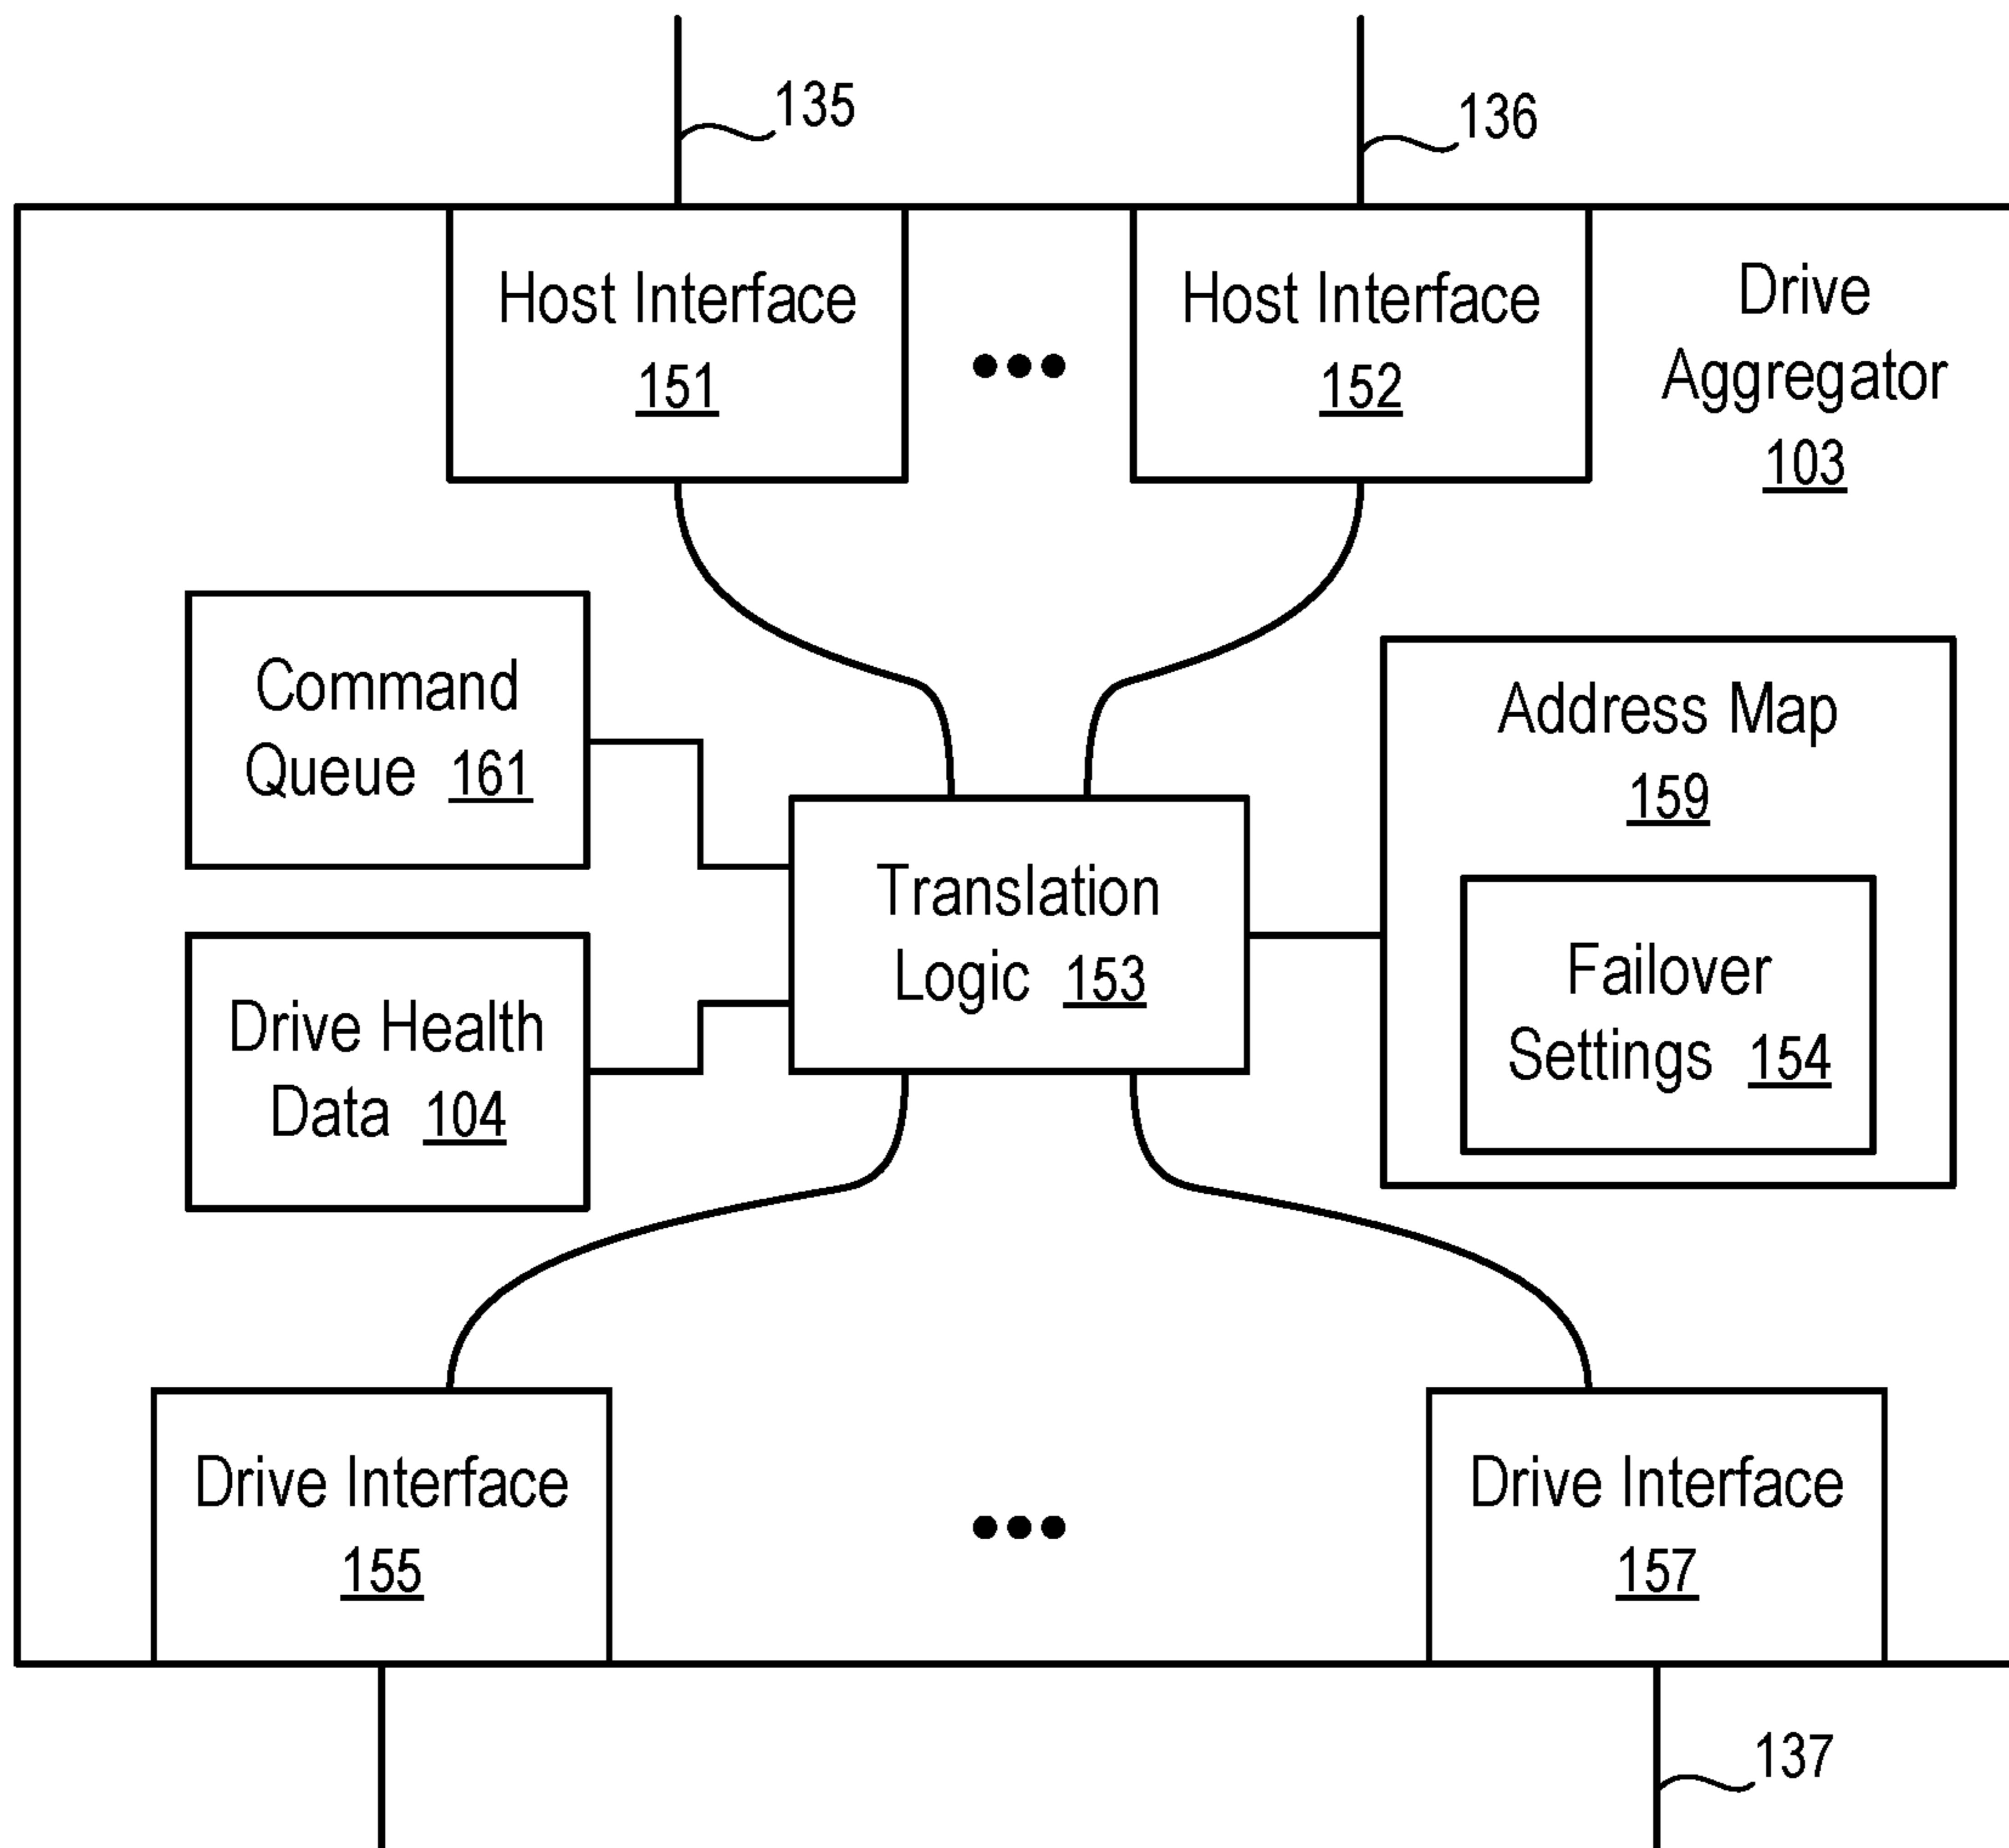 135
136
Host Interface
151
Host Interface
152
Drive
Aggregator
103
Command
Queue 161
Address Map
159
Translation
Logic 153
Failover
Settings 154
Drive Health
Data 104
Drive Interface
155
Drive Interface
157
137